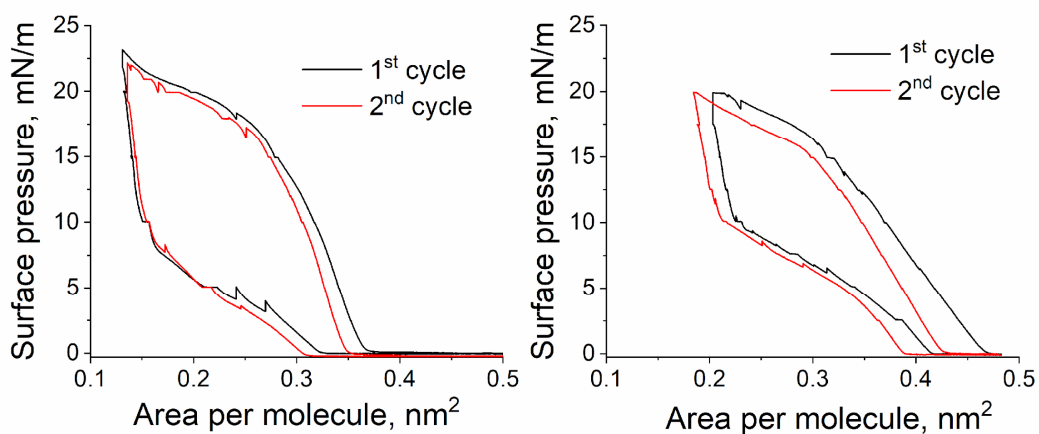 Surface pressure, mN/m
25
20
15
10
5
0
1st cycle
2nd cycle
0.1
0.2
0.3
0.4
0.5
Area per molecule, nm2
Surface pressure, mN/m
25
20
15
10
5
0
1st cycle
2nd cycle
0.1
0.2
0.3
0.4
0.5
Area per molecule, nm2